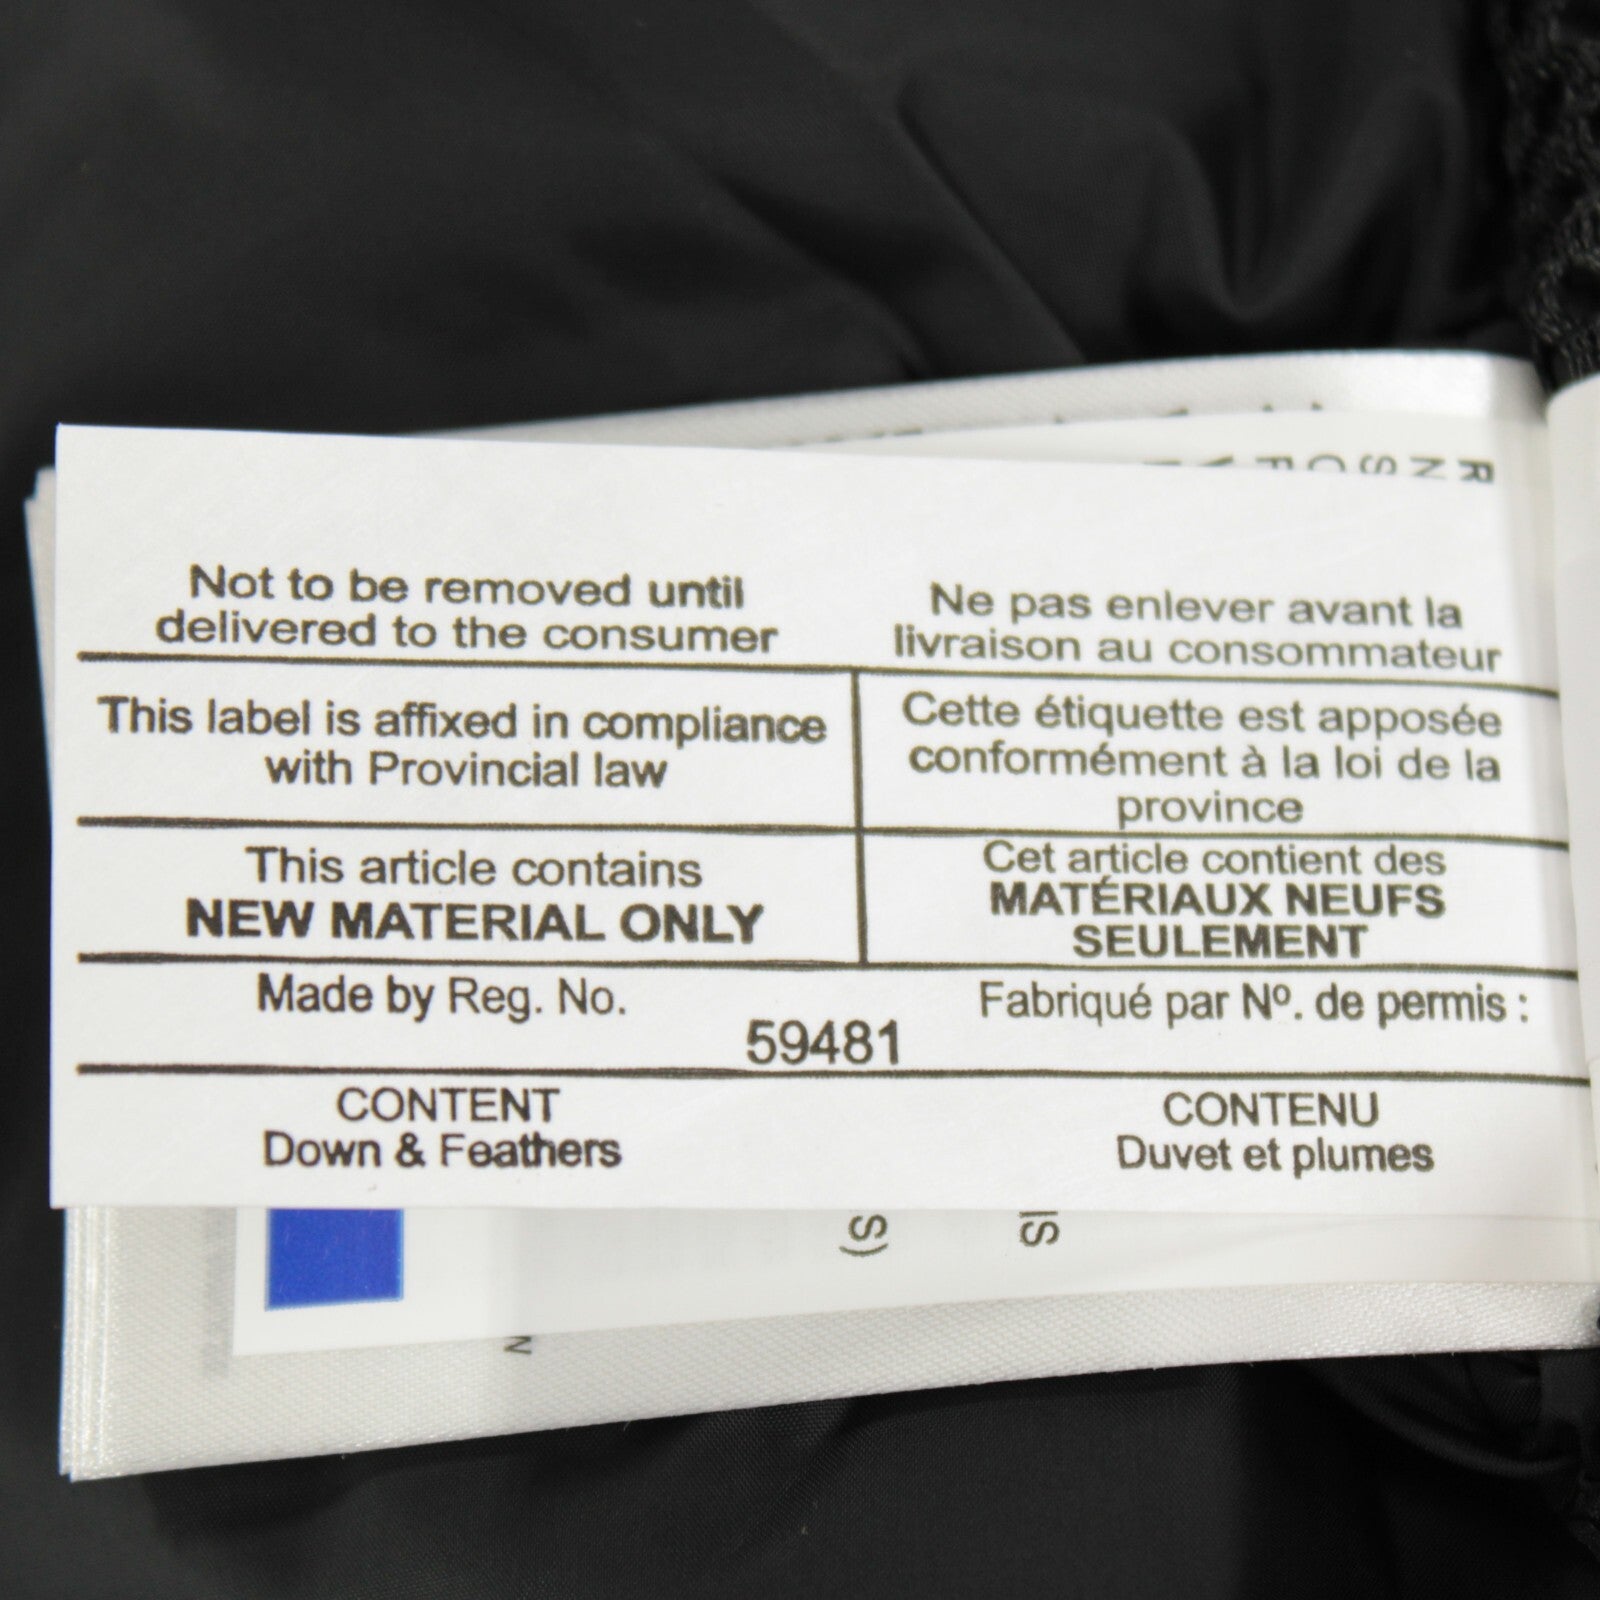 Not to be removed until
delivered to the consumer
Ne pas enlever avant la
livraison au consommateur
This label is affixed in compliance
with Provincial law
Cette étiquette est apposée
conformément à la loi de la
province
This article contains
NEW MATERIAL ONLY
Cet article contient des
MATÉRIAUX NEUFS
SEULEMENT
Made by Reg. No.
Fabriqué par Nº. de permis :
59481
CONTENT
Down & Feathers
CONTENU
Duvet et plumes
S)
IS
N